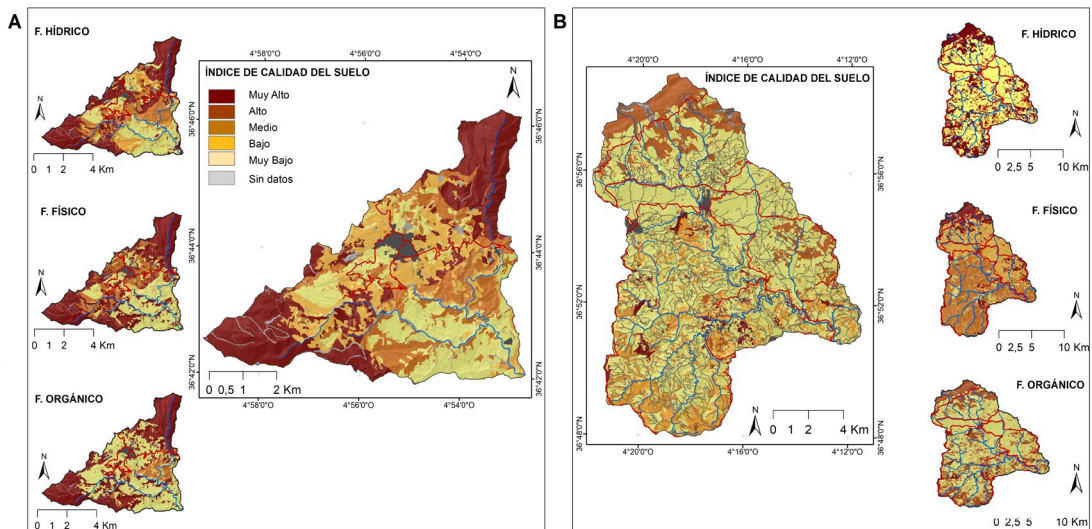 A
F. HÍDRICO
N
0 1 2 4 Km
F. FÍSICO
N
0 1 2 4 Km
F. ORGÁNICO
N
0 1 2 4 Km
4°58'0"O 4°56'0"O 4°54'0"O
ÍNDICE DE CALIDAD DEL SUELO
Muy Alto
Alto
Medio
Bajo
Muy Bajo
Sin datos
N
36°46'0"N 36°46'0"N
36°44'0"N 36°44'0"N
36°42'0"N 36°42'0"N
0 0,5 1 2 Km
4°58'0"O 4°56'0"O 4°54'0"O
B
4°20'0"O 4°16'0"O 4°12'0"O
ÍNDICE DE CALIDAD DEL SUELO
36°56'0"N 36°56'0"N
36°52'0"N 36°52'0"N
36°48'0"N 36°48'0"N
N
0 1 2 4 Km
4°20'0"O 4°16'0"O 4°12'0"O
F. HÍDRICO
N
0 2,5 5 10 Km
F. FÍSICO
N
0 2,5 5 10 Km
F. ORGÁNICO
N
0 2,5 5 10 Km